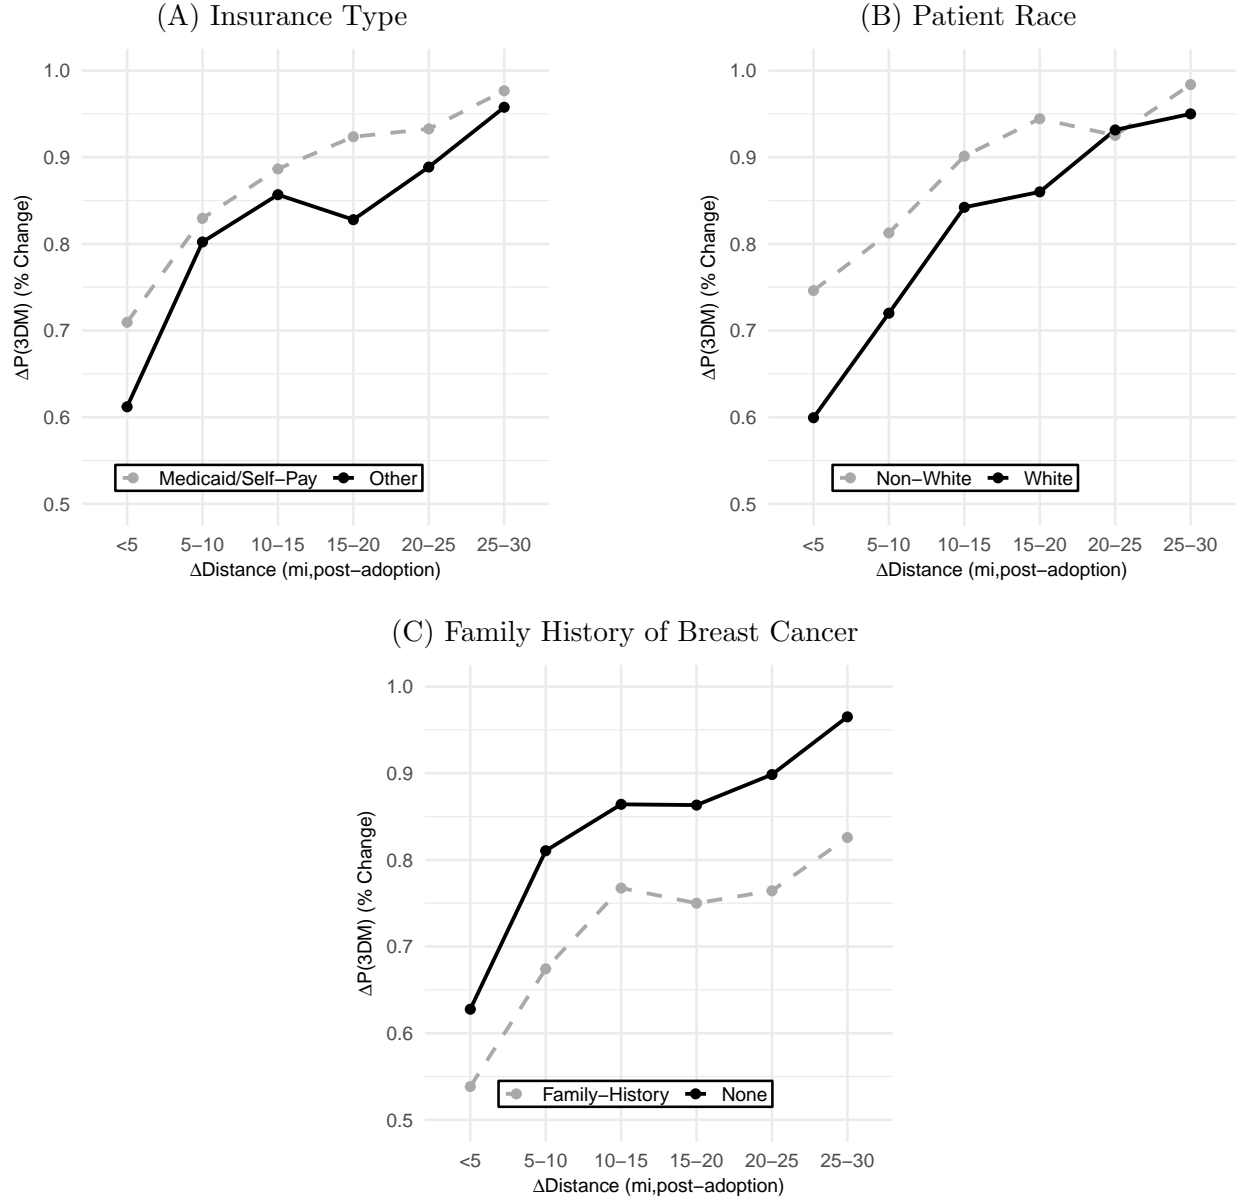 (A) Insurance Type
1.0
0.9
0.8
0.7
0.6
0.5
ΔP(3DM) (% Change)
Medicaid/Self−Pay Other
<5 5−10 10−15 15−20 20−25 25−30
ΔDistance (mi,post−adoption)
(B) Patient Race
1.0
0.9
0.8
0.7
0.6
0.5
ΔP(3DM) (% Change)
Non−White White
<5 5−10 10−15 15−20 20−25 25−30
ΔDistance (mi,post−adoption)
(C) Family History of Breast Cancer
1.0
0.9
0.8
0.7
0.6
0.5
ΔP(3DM) (% Change)
Family−History None
<5 5−10 10−15 15−20 20−25 25−30
ΔDistance (mi,post−adoption)